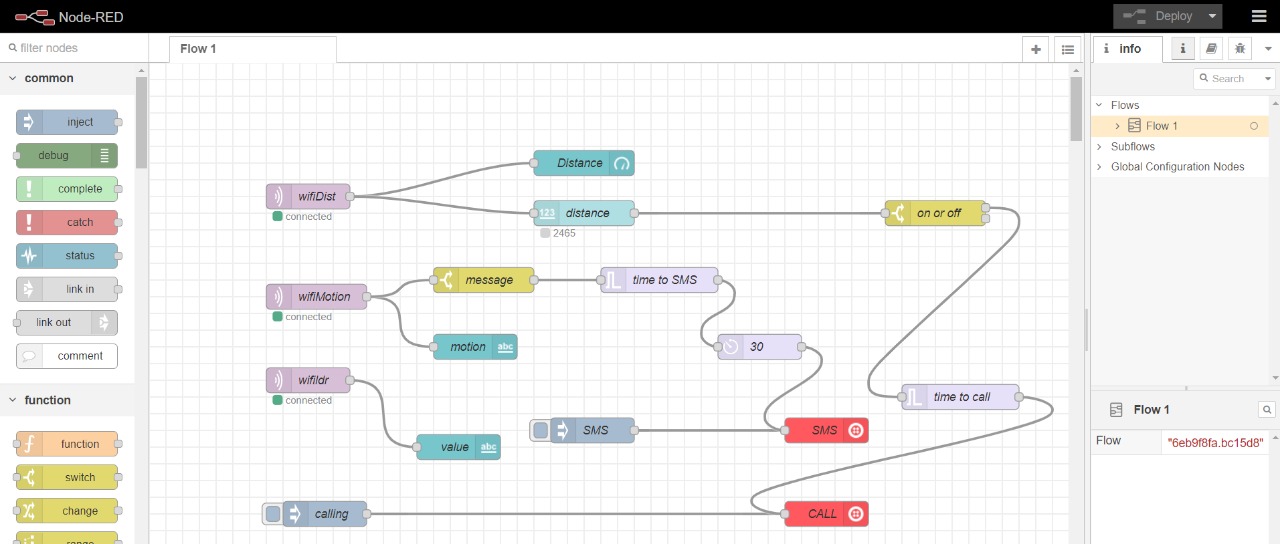 Node-RED
Deploy
filter nodes
Flow 1
info
Search
common
inject
debug
complete
catch
status
link in
link out
comment
function
function
switch
change
range
wifiDist
connected
Distance
123 distance
2465
on or off
wifiMotion
connected
message
time to SMS
motion abc
30
wifildr
connected
value abc
SMS
SMS
time to call
calling
CALL
Flows
Flow 1
Subflows
Global Configuration Nodes
Flow 1
Flow "6eb9f8fa.bc15d8"